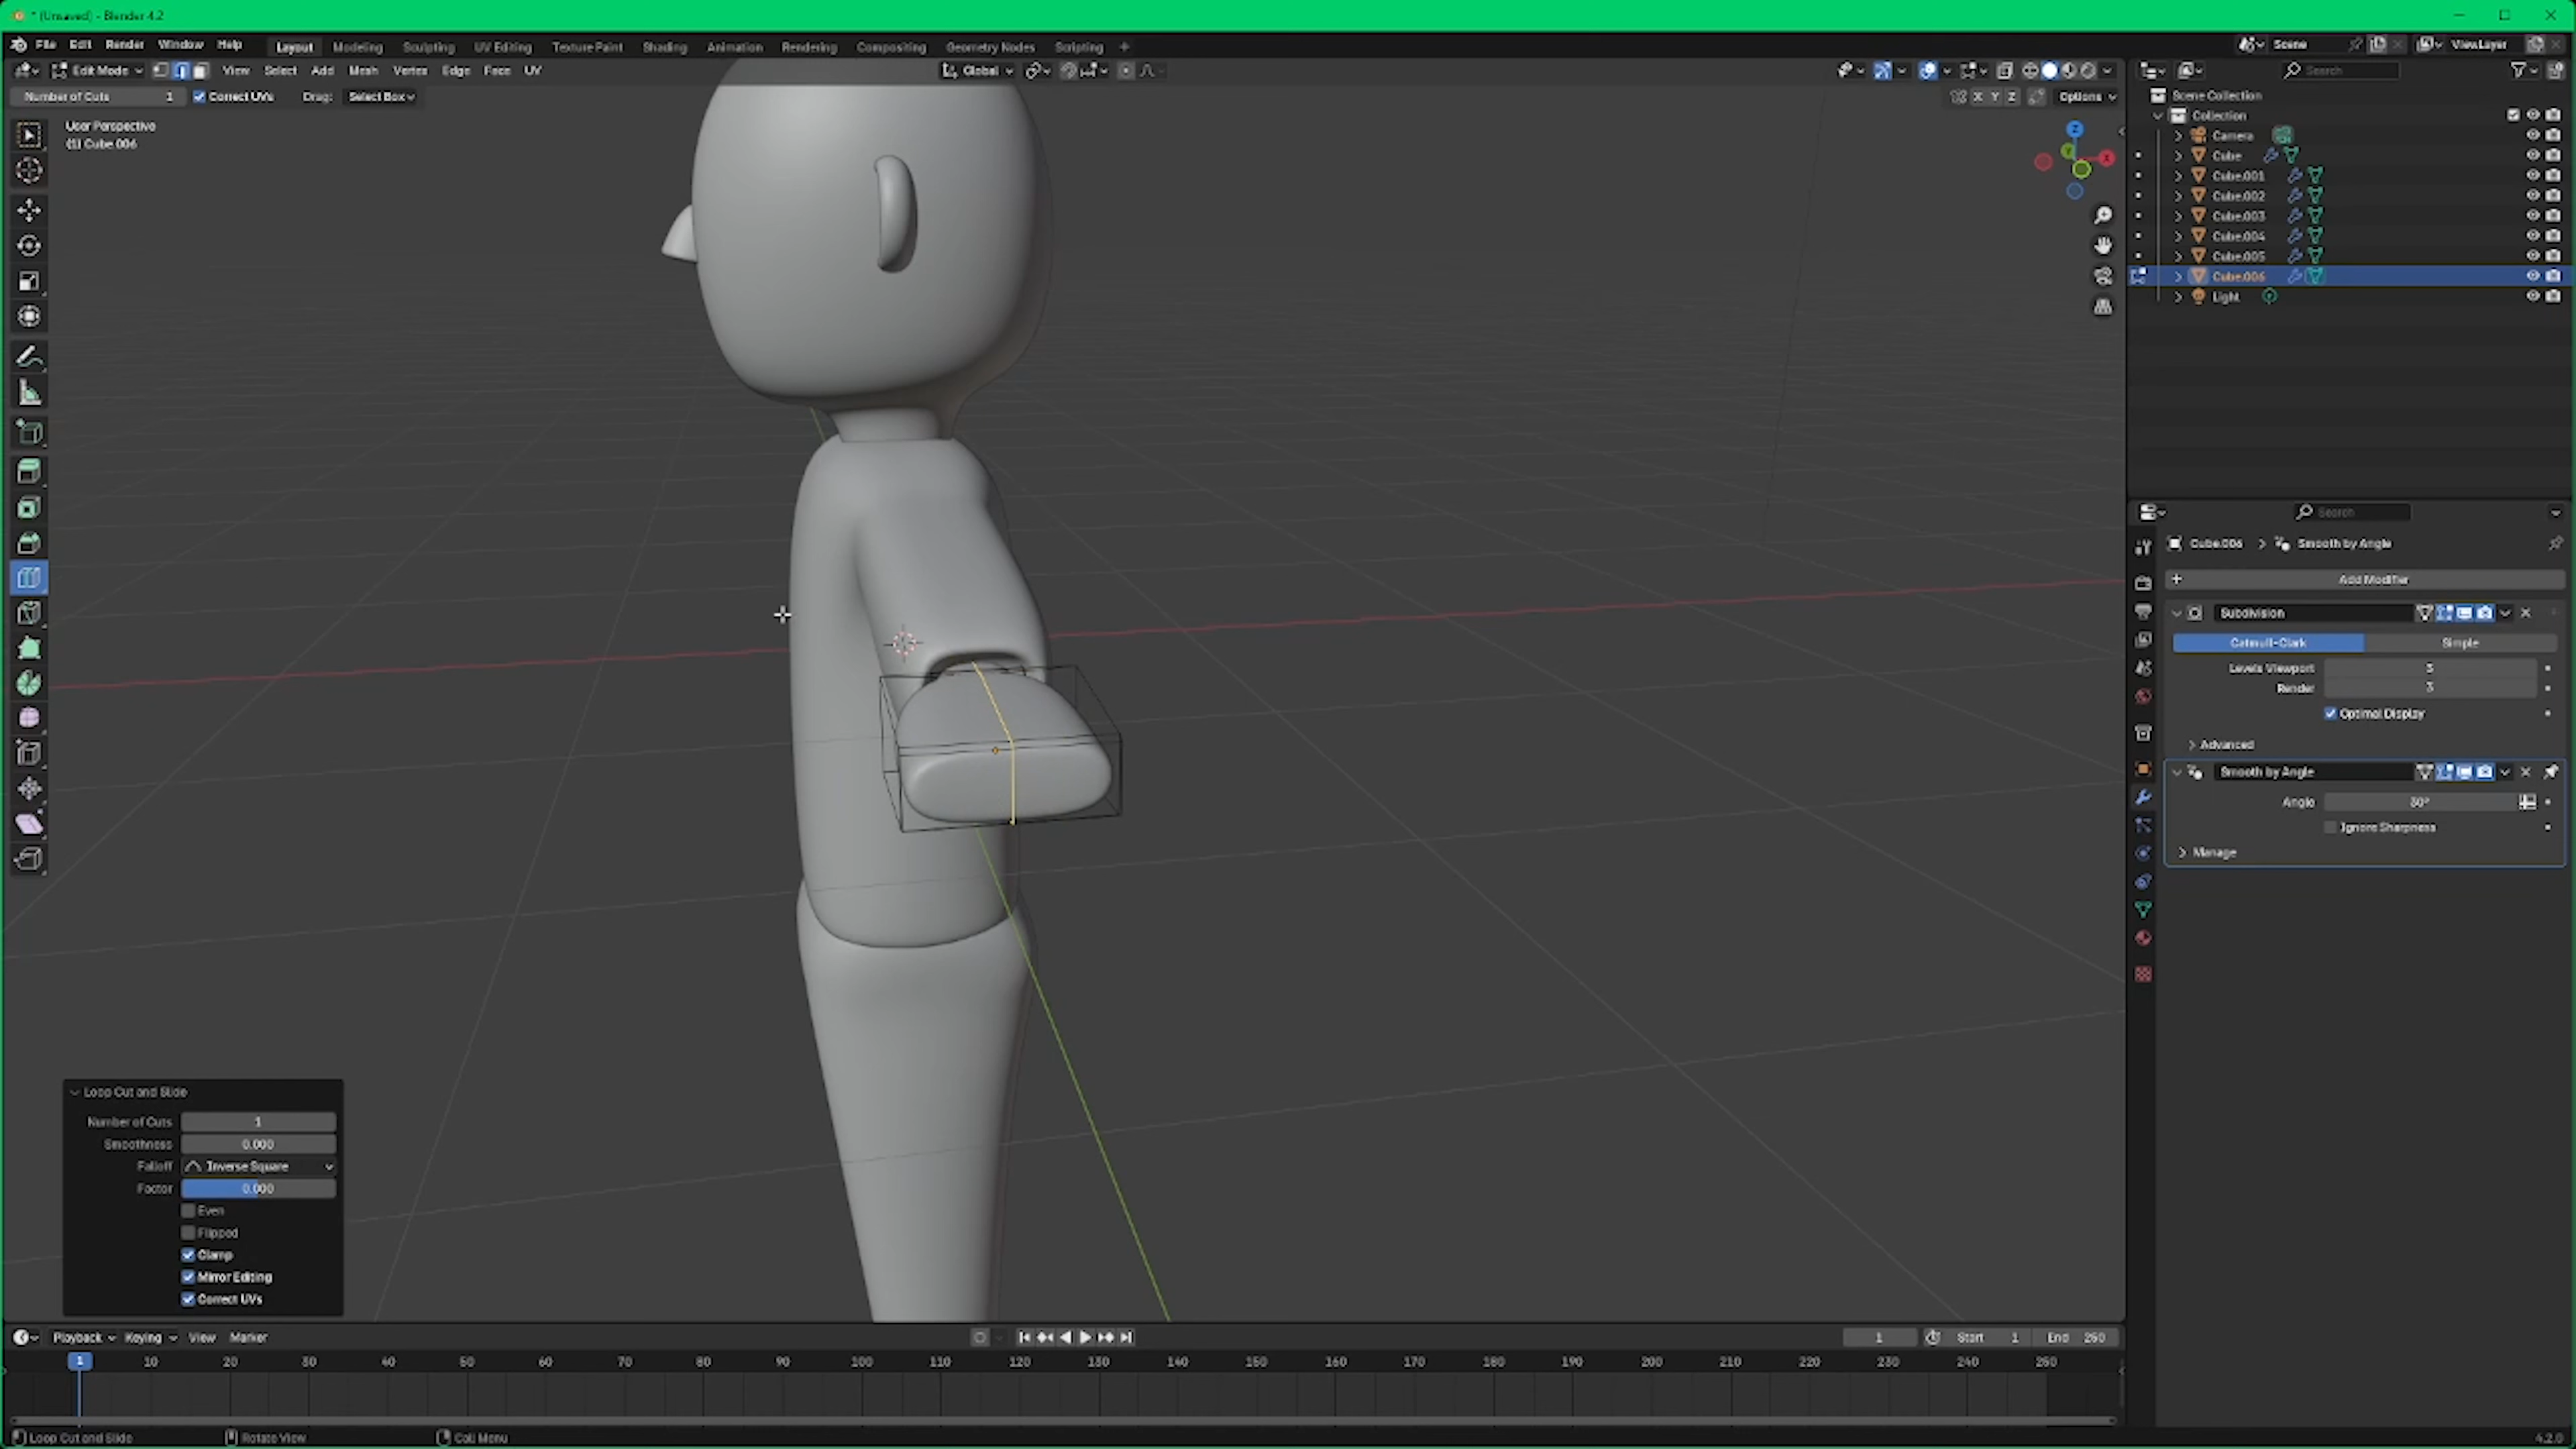 * (Unsaved) - Blender 4.2
File Edit Render Window Help Layout Modeling Sculpting UV Editing Texture Paint Shading Animation Rendering Compositing Geometry Nodes Scripting + Scene ViewLayer
Edit Mode View Select Add Mesh Vertex Edge Face UV Global Search
Number of Cuts 1 Correct UVs Drag: Select Box X Y Z Options
Scene Collection
Collection
User Perspective
(1) Cube.006
Camera
Cube
Cube.001
Cube.002
Cube.003
Cube.004
Cube.005
Cube.006
Light
Z
Y
X
Search
Cube.006 > Smooth by Angle
+ Add Modifier
Subdivision
Catmull-Clark Simple
Levels Viewport 3
Render 3
Optimal Display
Advanced
Smooth by Angle
Angle 30°
Ignore Sharpness
Manage
Loop Cut and Slide
Number of Cuts 1
Smoothness 0.000
Falloff Inverse Square
Factor 0.000
Even
Flipped
Clamp
Mirror Editing
Correct UVs
Playback Keying View Marker 1 Start 1 End 250
1 10 20 30 40 50 60 70 80 90 100 110 120 130 140 150 160 170 180 190 200 210 220 230 240 250
Loop Cut and Slide Rotate View Call Menu 4.2.0